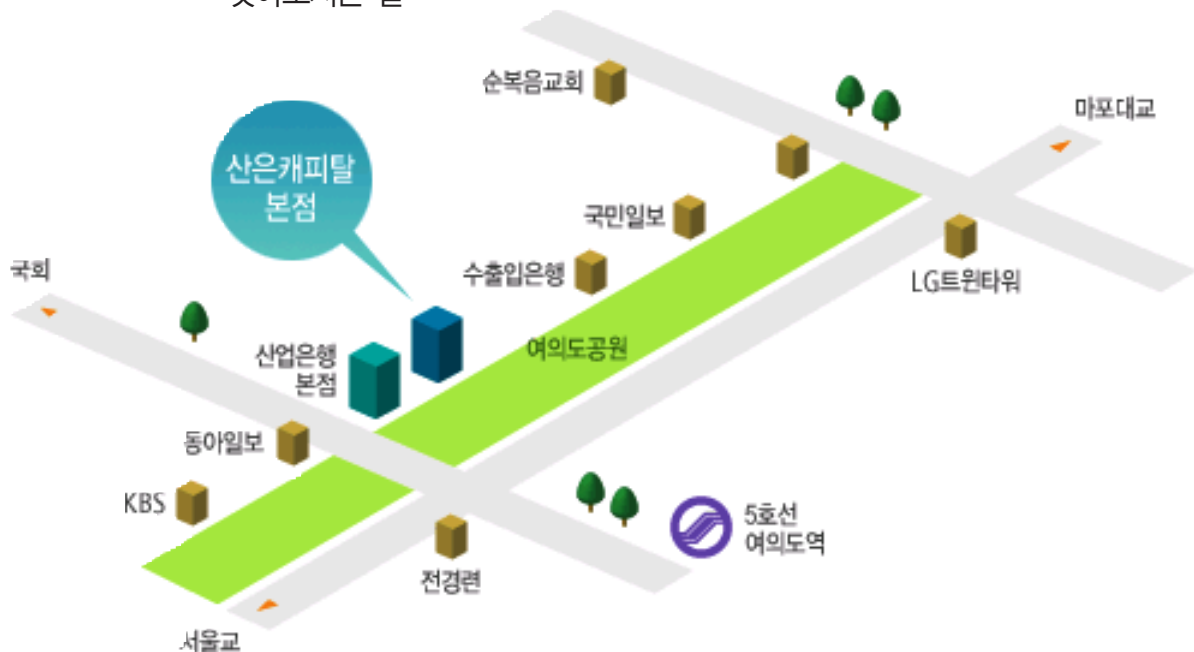 순복음교회
마포대교
산은캐피탈
본점
국민일보
국회
수출입은행
LG트윈타워
여의도공원
산업은행
본점
동아일보
KBS
5호선
여의도역
전경련
서울교